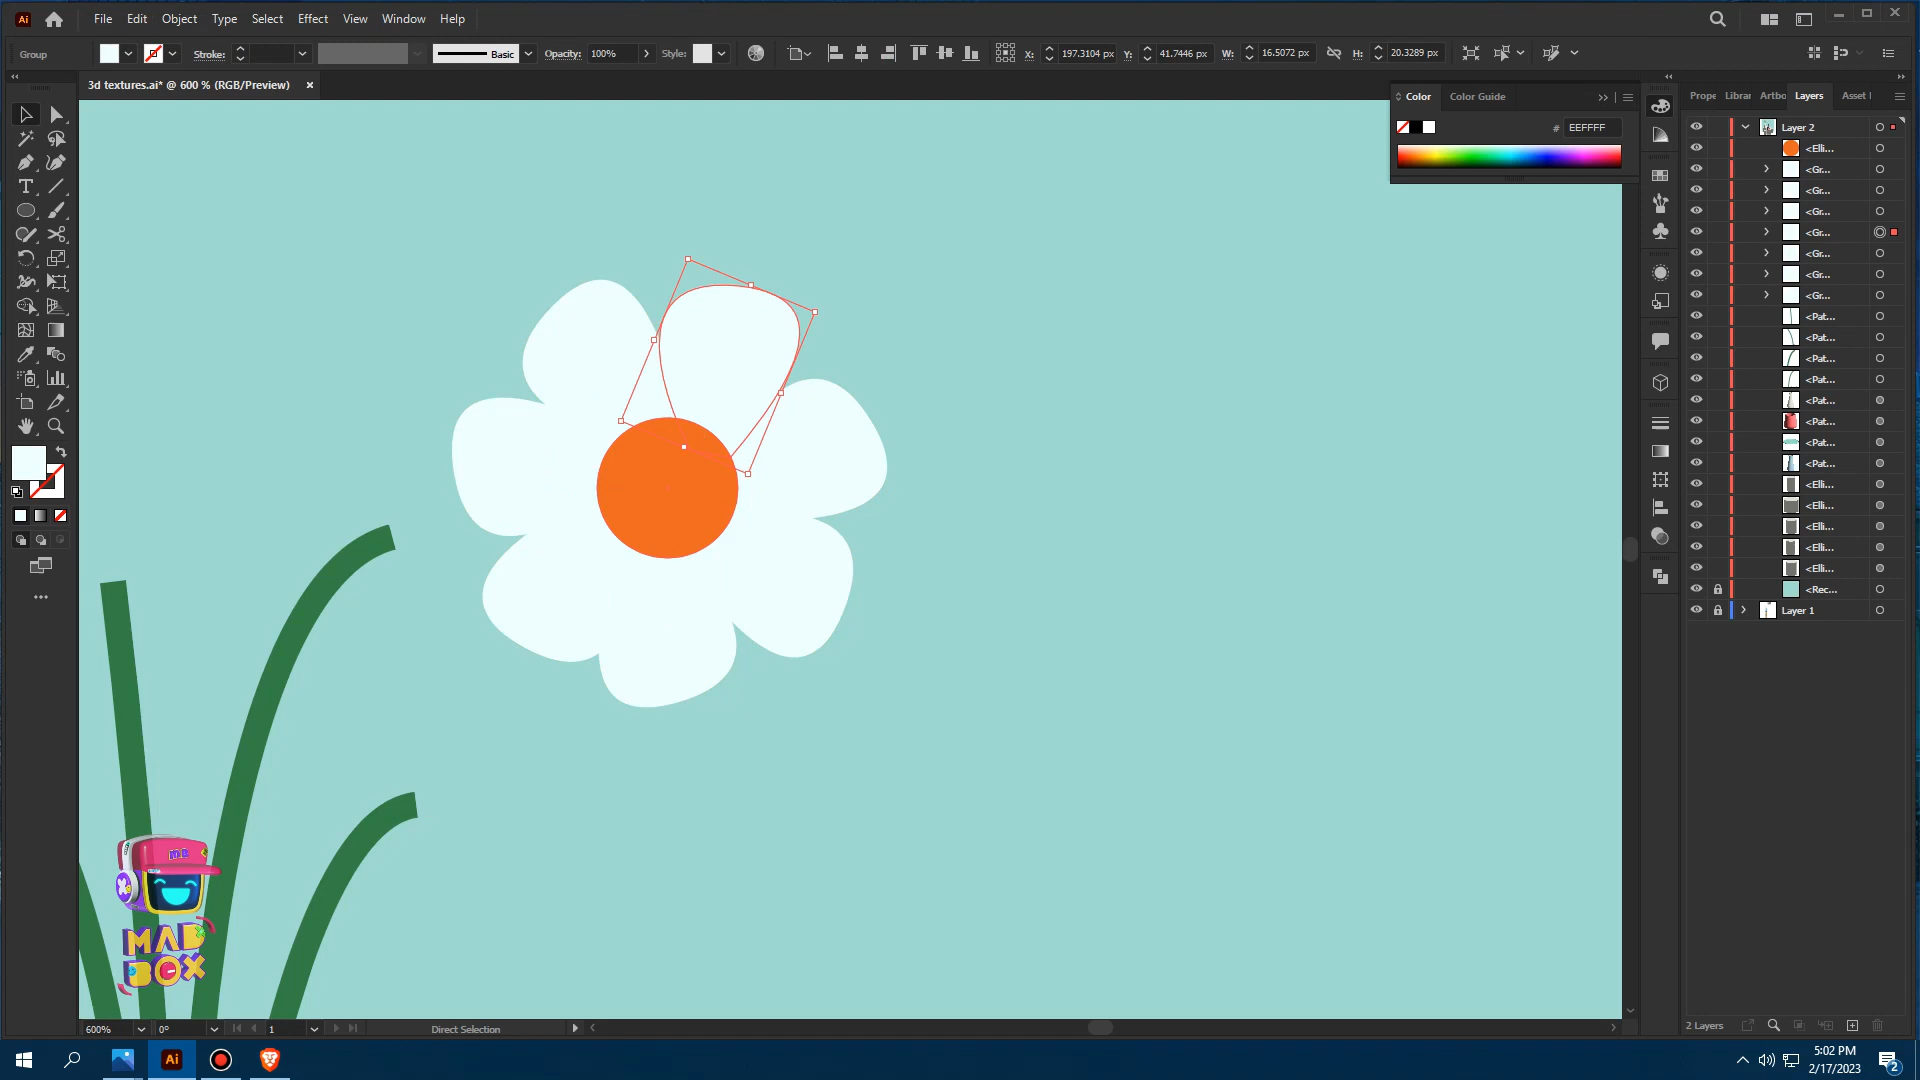 Ai File Edit Object Type Select Effect View Window Help
Group Stroke: Basic Opacity: 100% Style: X: 197.3104 px Y: 41.7446 px W: 16.5072 px H: 20.3289 px
3d textures.ai* @ 600 % (RGB/Preview)
Color Color Guide
# EEFFFF
Prope Librar Artbo Layers Asset
Layer 2
<Elli...
<Gr...
<Gr...
<Gr...
<Gr...
<Gr...
<Gr...
<Gr...
<Pat...
<Pat...
<Pat...
<Pat...
<Pat...
<Pat...
<Pat...
<Pat...
<Elli...
<Elli...
<Elli...
<Elli...
<Elli...
<Rec...
Layer 1
MAD
BOX
600% 0° 1 Direct Selection
2 Layers
Ai
5:02 PM
2/17/2023
2